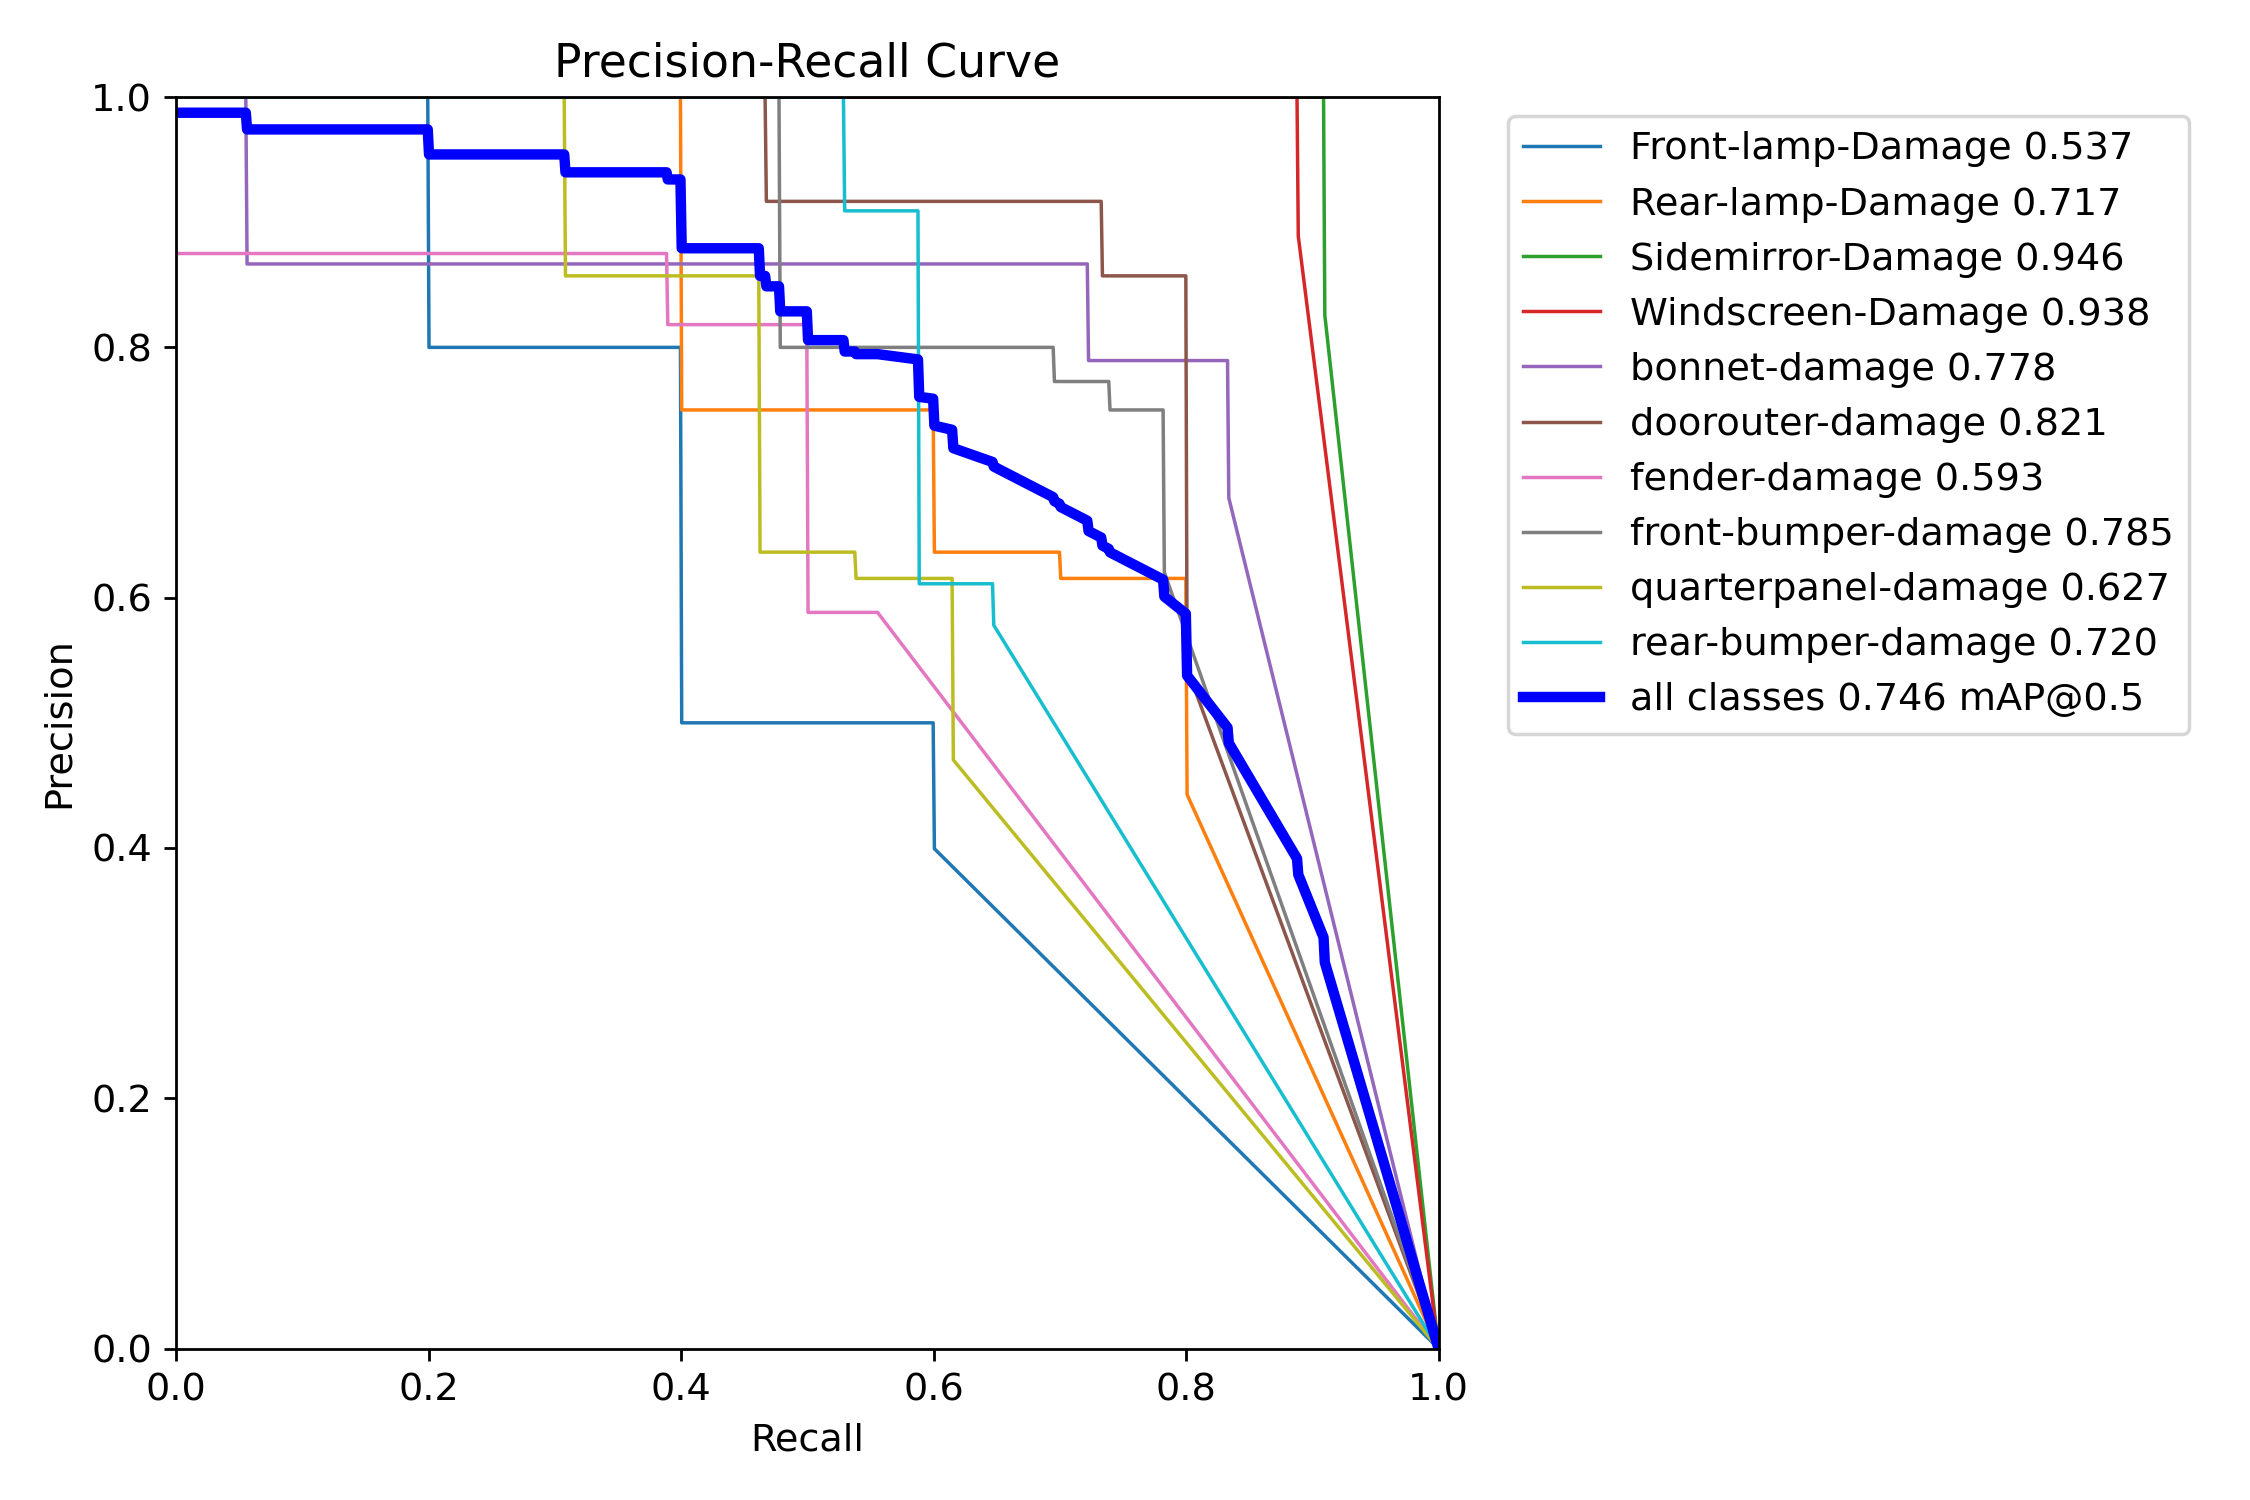 Precision-Recall Curve
1.0
0.8
0.6
0.4
0.2
0.0
Precision
0.0 0.2 0.4 0.6 0.8 1.0
Recall
Front-lamp-Damage 0.537
Rear-lamp-Damage 0.717
Sidemirror-Damage 0.946
Windscreen-Damage 0.938
bonnet-damage 0.778
doorouter-damage 0.821
fender-damage 0.593
front-bumper-damage 0.785
quarterpanel-damage 0.627
rear-bumper-damage 0.720
all classes 0.746 mAP@0.5